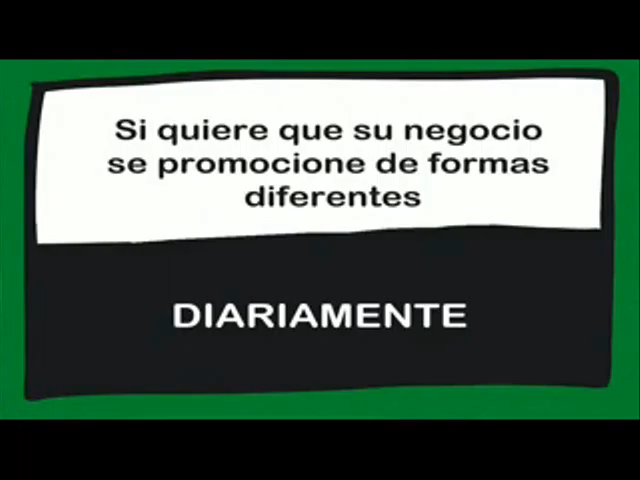 Si quiere que su negocio
se promocione de formas
diferentes
DIARIAMENTE